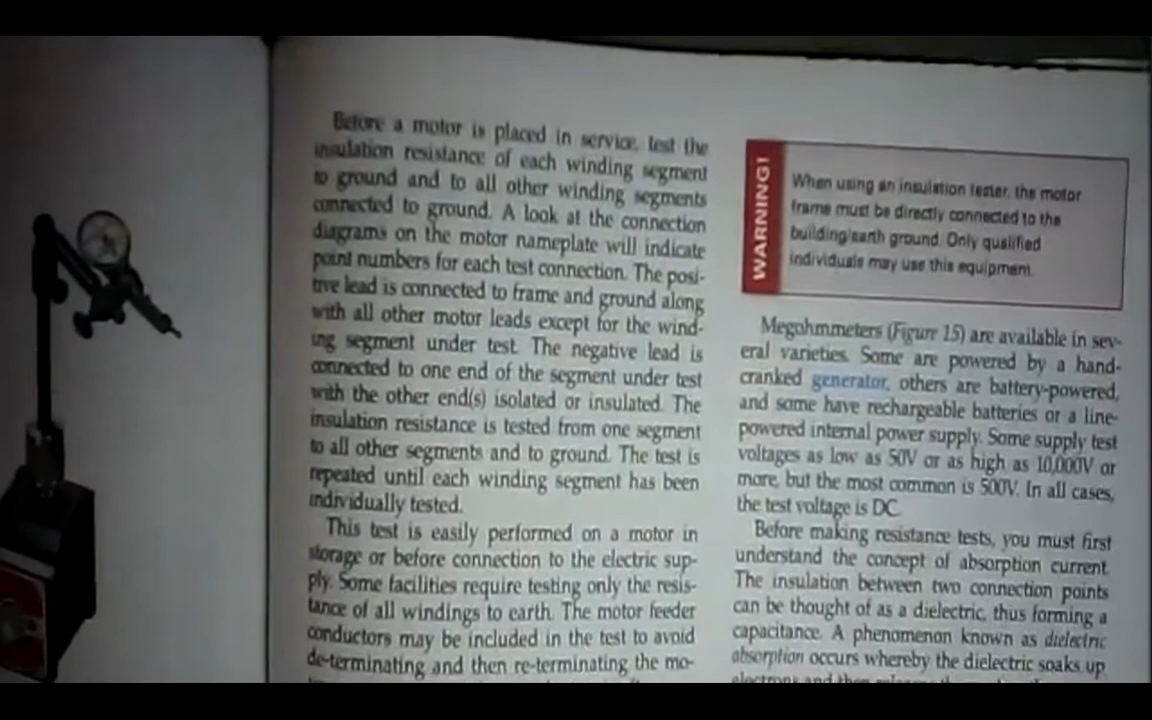 Before a motor is placed in service, test the
insulation resistance of each winding segment
to ground and to all other winding segments
connected to ground. A look at the connection
diagrams on the motor nameplate will indicate
point numbers for each test connection. The posi-
tive lead is connected to frame and ground along
with all other motor leads except for the wind-
ing segment under test. The negative lead is
connected to one end of the segment under test
with the other end(s) isolated or insulated. The
insulation resistance is tested from one segment
to all other segments and to ground. The test is
repeated until each winding segment has been
individually tested.
This test is easily performed on a motor in
storage or before connection to the electric sup-
ply. Some facilities require testing only the resis-
tance of all windings to earth. The motor feeder
conductors may be included in the test to avoid
de-terminating and then re-terminating the mo-
WARNING!
When using an insulation tester, the motor
frame must be directly connected to the
building/earth ground. Only qualified
individuals may use this equipment.
Megohmmeters (Figure 15) are available in sev-
eral varieties. Some are powered by a hand-
cranked generator, others are battery-powered,
and some have rechargeable batteries or a line-
powered internal power supply. Some supply test
voltages as low as 50V or as high as 10,000V or
more, but the most common is 500V. In all cases,
the test voltage is DC.
Before making resistance tests, you must first
understand the concept of absorption current.
The insulation between two connection points
can be thought of as a dielectric, thus forming a
capacitance. A phenomenon known as dielectric
absorption occurs whereby the dielectric soaks up
electrons and then